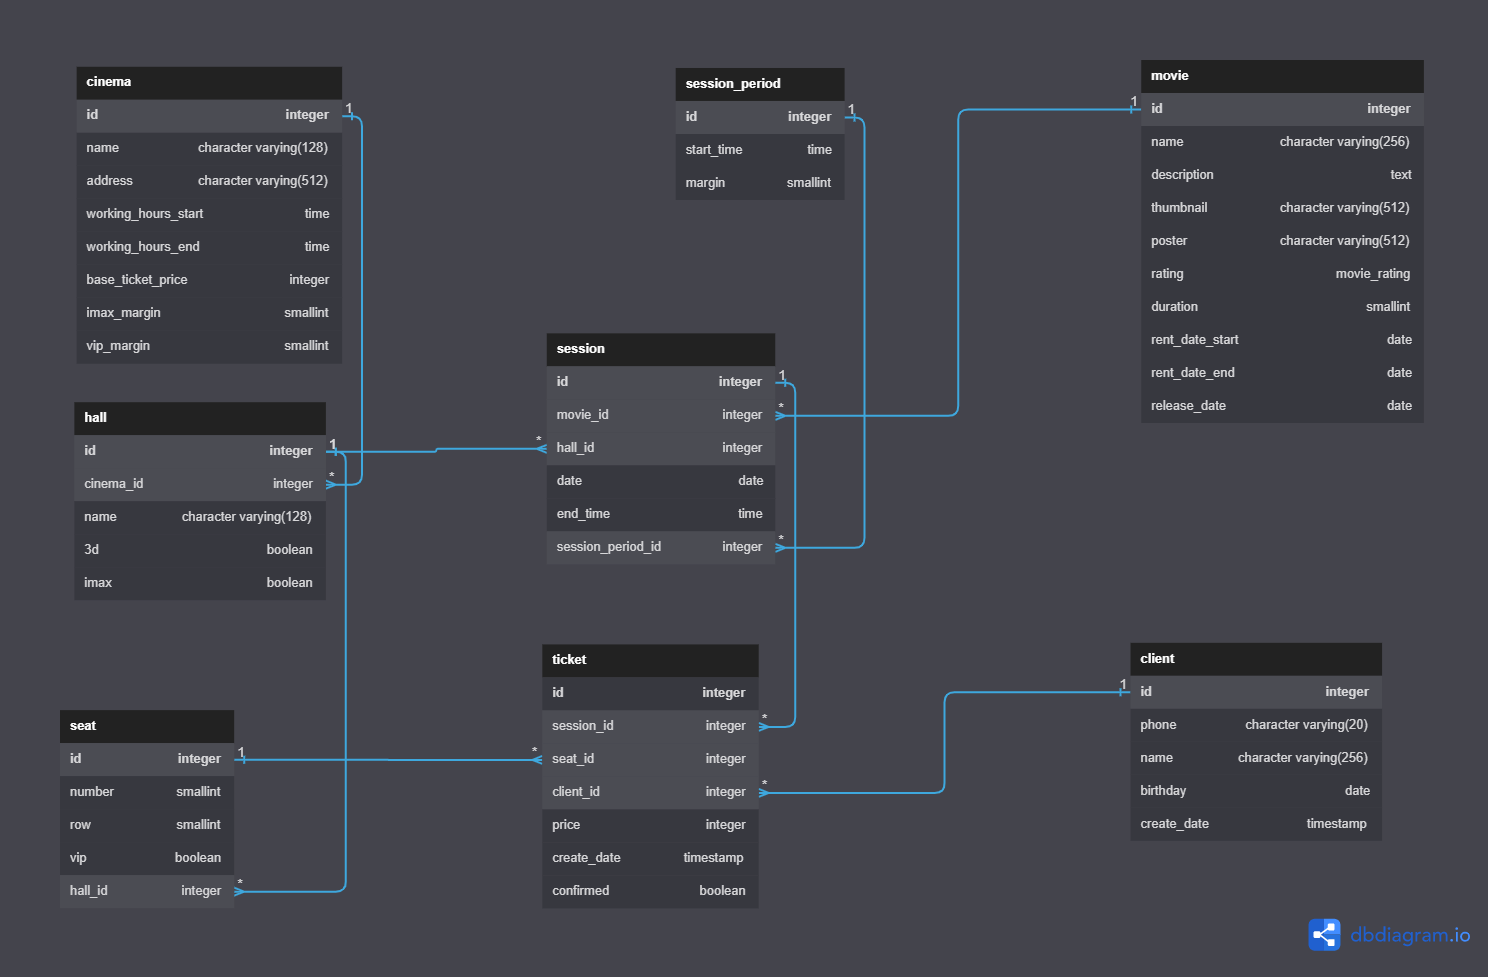 cinema
id integer
name character varying(128)
address character varying(512)
working_hours_start time
working_hours_end time
base_ticket_price integer
imax_margin smallint
vip_margin smallint
1
session_period
id integer
start_time time
margin smallint
1
movie
id integer
name character varying(256)
description text
thumbnail character varying(512)
poster character varying(512)
rating movie_rating
duration smallint
rent_date_start date
rent_date_end date
release_date date
1
hall
id integer
cinema_id integer
name character varying(128)
3d boolean
imax boolean
1
*
session
id integer
movie_id integer
hall_id integer
date date
end_time time
session_period_id integer
1
*
*
*
seat
id integer
number smallint
row smallint
vip boolean
hall_id integer
1
*
ticket
id integer
session_id integer
seat_id integer
client_id integer
price integer
create_date timestamp
confirmed boolean
*
*
*
client
id integer
phone character varying(20)
name character varying(256)
birthday date
create_date timestamp
1
dbdiagram.io